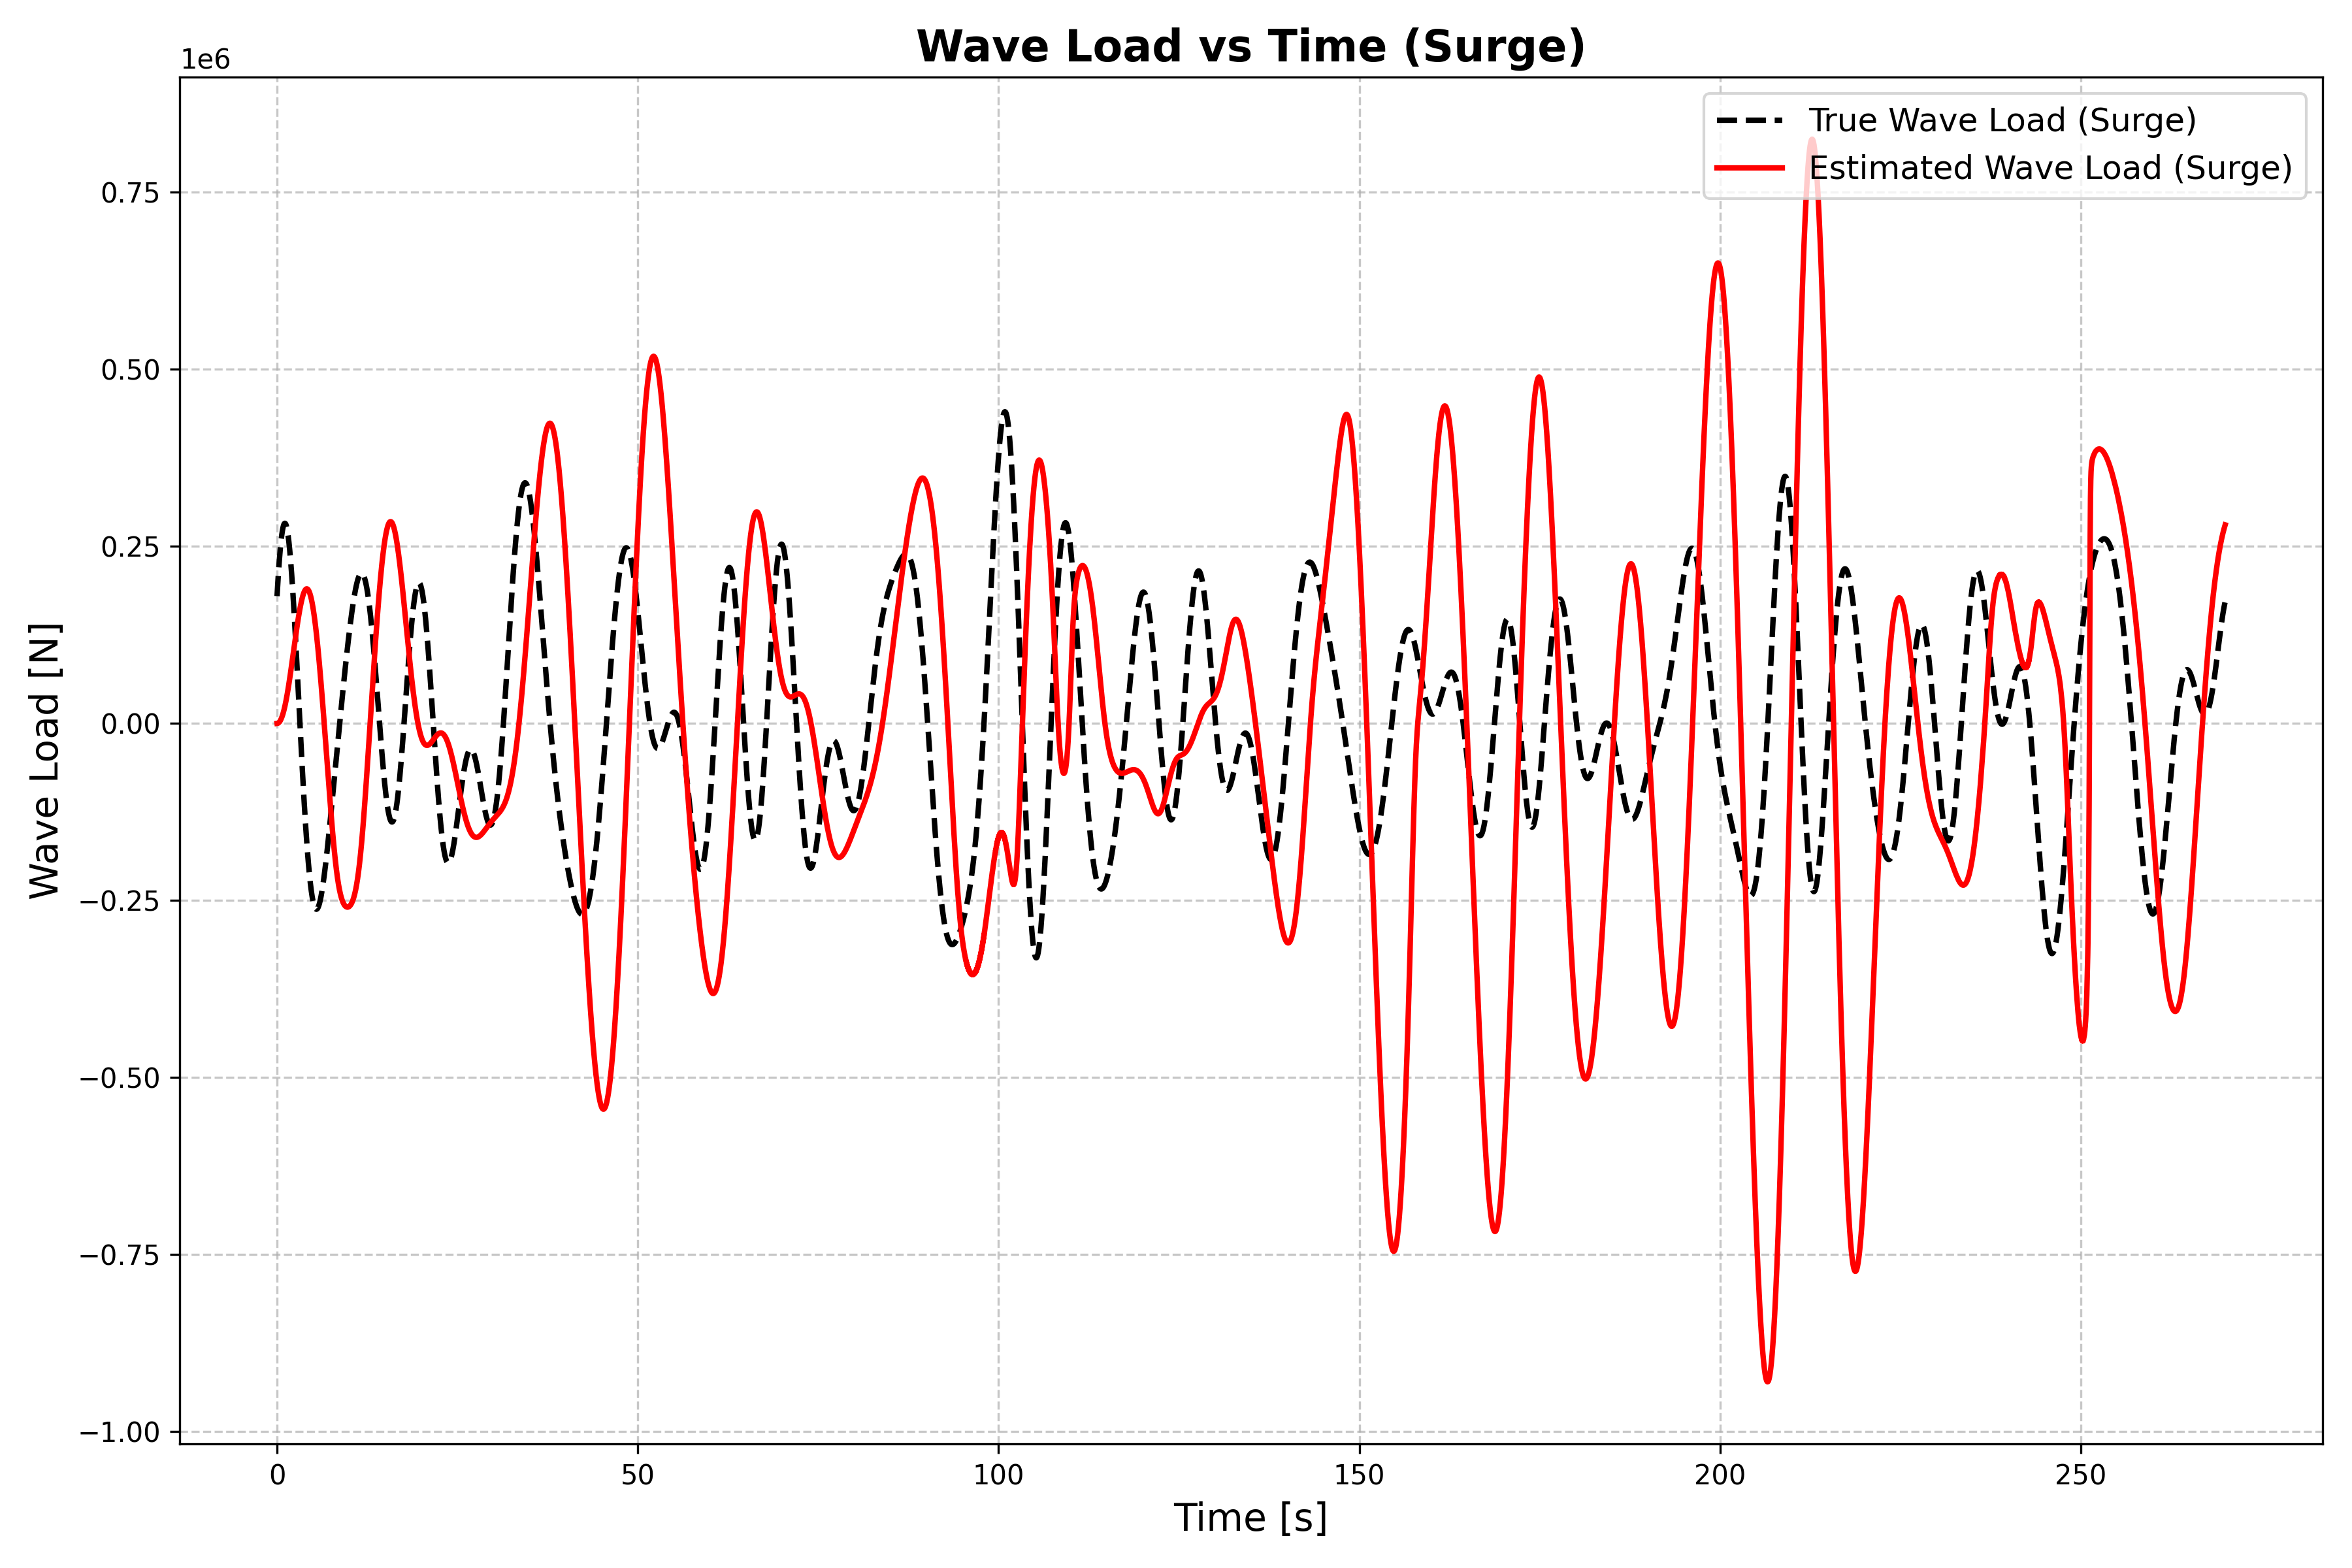 Wave Load vs Time (Surge)
1e6
True Wave Load (Surge)
Estimated Wave Load (Surge)
0.75
0.50
0.25
0.00
−0.25
−0.50
−0.75
−1.00
Wave Load [N]
0 50 100 150 200 250
Time [s]